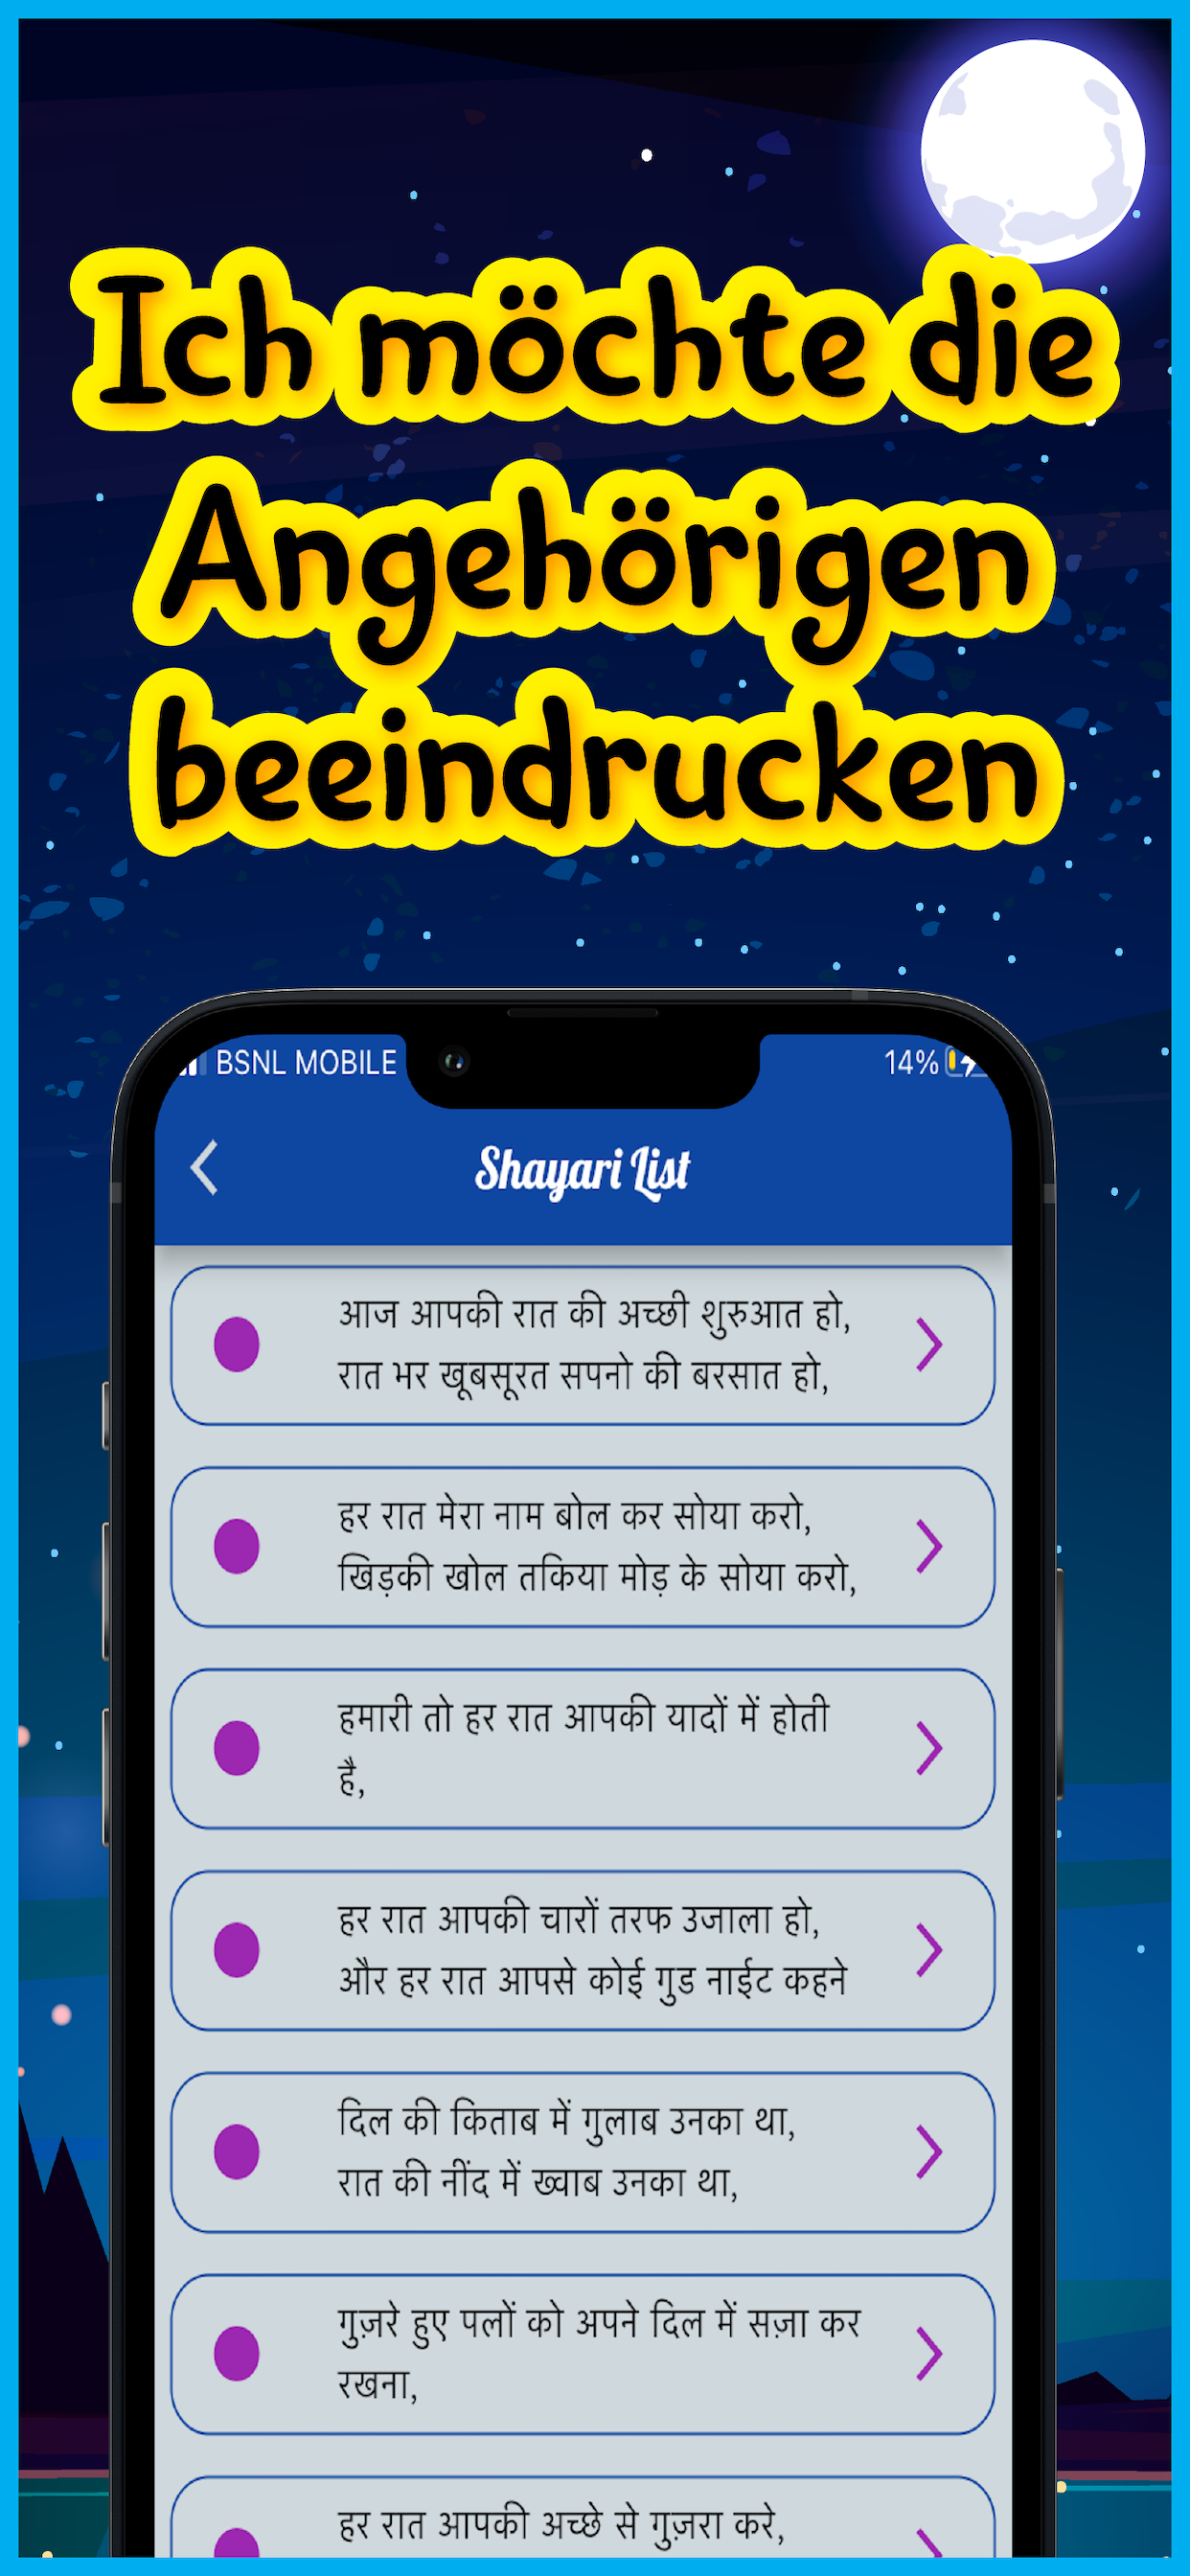 Ich möchte die
Angehörigen
beeindrucken
BSNL MOBILE 14%
Shayari List
आज आपकी रात की अच्छी शुरुआत हो,
रात भर खूबसूरत सपनो की बरसात हो,
हर रात मेरा नाम बोल कर सोया करो,
खिड़की खोल तकिया मोड़ के सोया करो,
हमारी तो हर रात आपकी यादों में होती
है,
हर रात आपकी चारों तरफ उजाला हो,
और हर रात आपसे कोई गुड नाईट कहने
दिल की किताब में गुलाब उनका था,
रात की नींद में ख्वाब उनका था,
गुज़रे हुए पलों को अपने दिल में सज़ा कर
रखना,
हर रात आपकी अच्छे से गुज़रा करे,